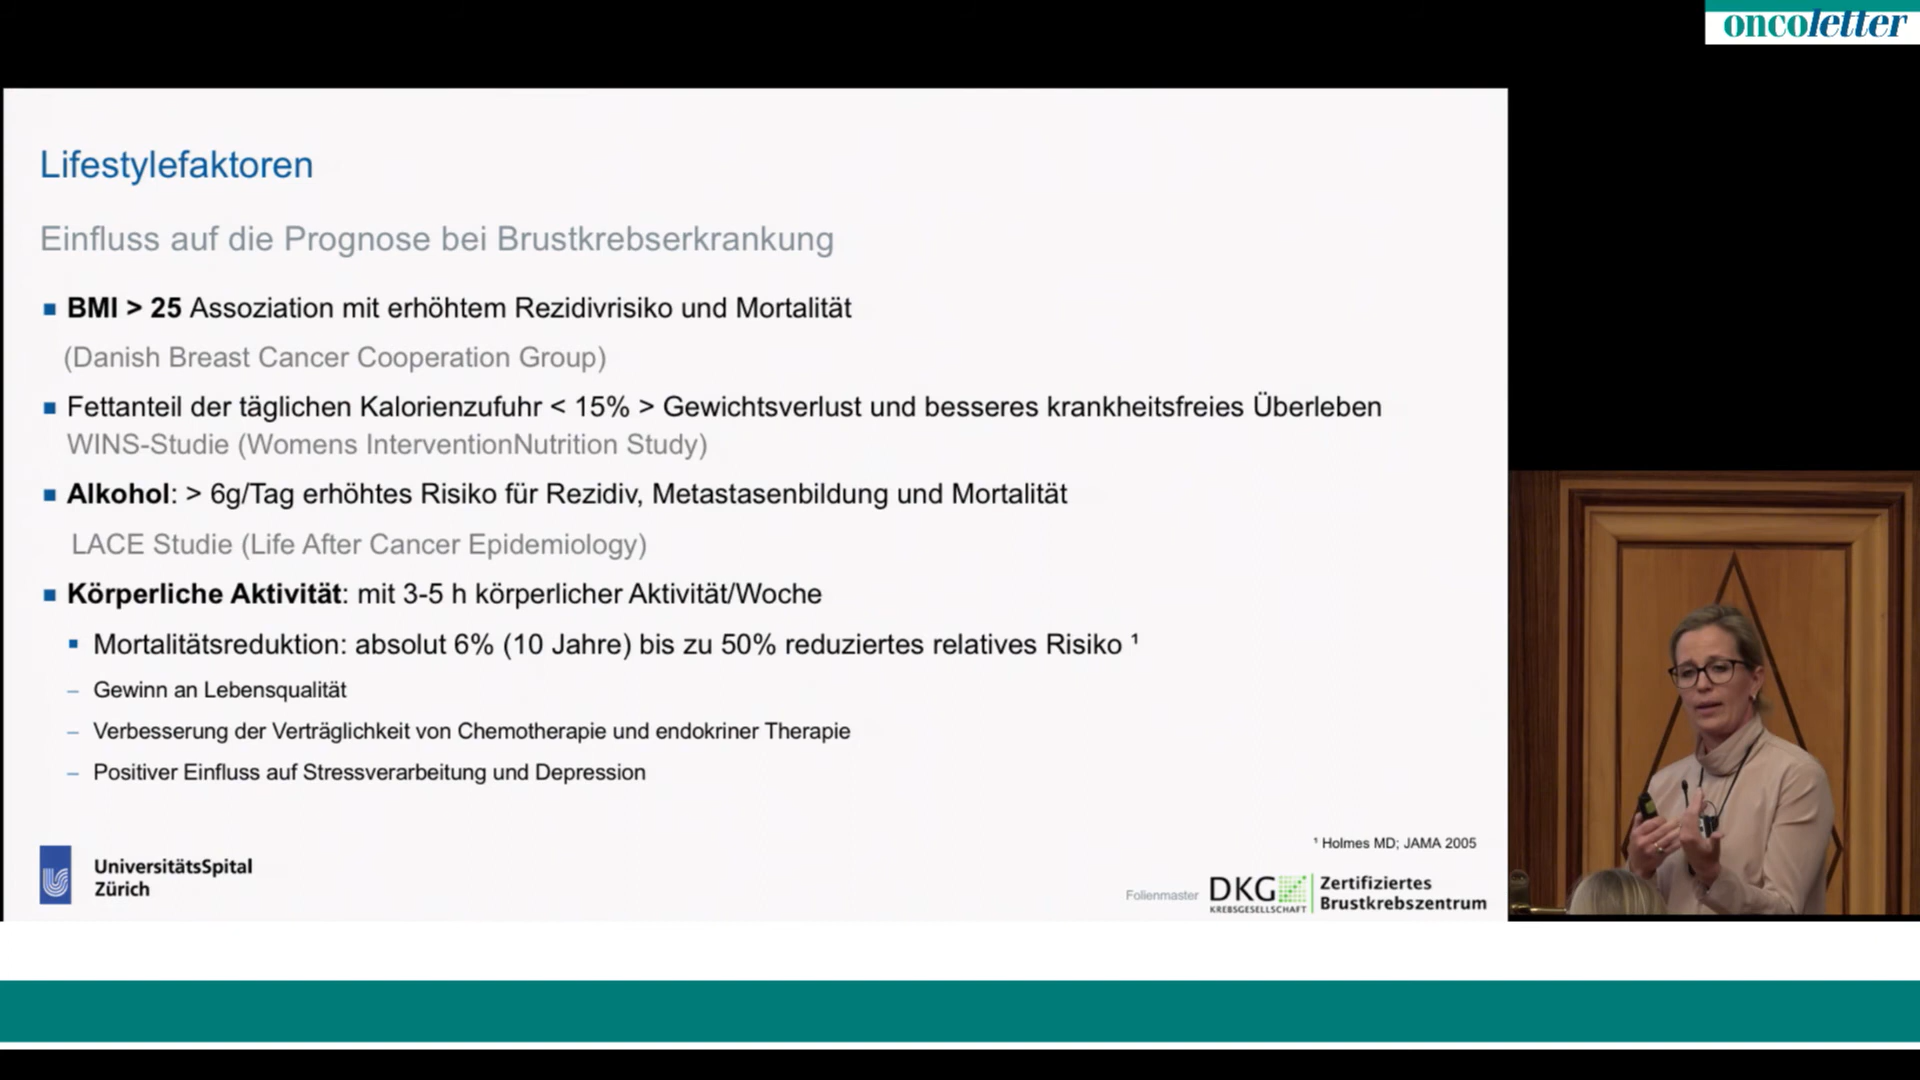 oncoletter
Lifestylefaktoren
Einfluss auf die Prognose bei Brustkrebserkrankung
BMI > 25 Assoziation mit erhöhtem Rezidivrisiko und Mortalität
(Danish Breast Cancer Cooperation Group)
Fettanteil der täglichen Kalorienzufuhr < 15% > Gewichtsverlust und besseres krankheitsfreies Überleben
WINS-Studie (Womens InterventionNutrition Study)
Alkohol: > 6g/Tag erhöhtes Risiko für Rezidiv, Metastasenbildung und Mortalität
LACE Studie (Life After Cancer Epidemiology)
Körperliche Aktivität: mit 3-5 h körperlicher Aktivität/Woche
Mortalitätsreduktion: absolut 6% (10 Jahre) bis zu 50% reduziertes relatives Risiko ¹
– Gewinn an Lebensqualität
– Verbesserung der Verträglichkeit von Chemotherapie und endokriner Therapie
– Positiver Einfluss auf Stressverarbeitung und Depression
¹ Holmes MD; JAMA 2005
UniversitätsSpital
Zürich
Folienmaster
DKG
KREBSGESELLSCHAFT
Zertifiziertes
Brustkrebszentrum